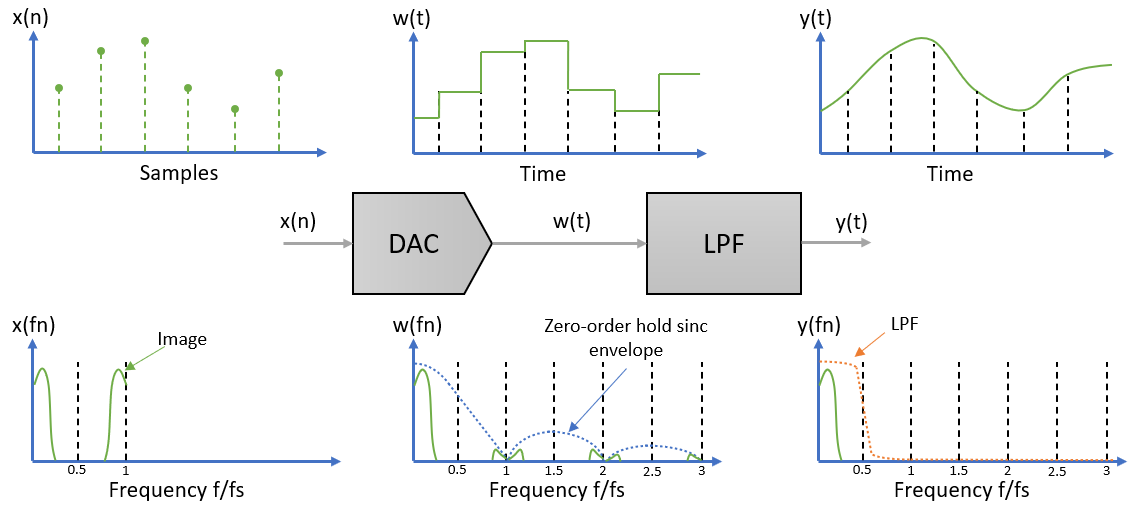 x(n)
w(t)
y(t)
Samples
Time
Time
x(n)
DAC
w(t)
LPF
y(t)
x(fn)
Image
w(fn)
Zero-order hold sinc
envelope
y(fn)
LPF
0.5 1
0.5 1 1.5 2 2.5 3
0.5 1 1.5 2 2.5 3
Frequency f/fs
Frequency f/fs
Frequency f/fs